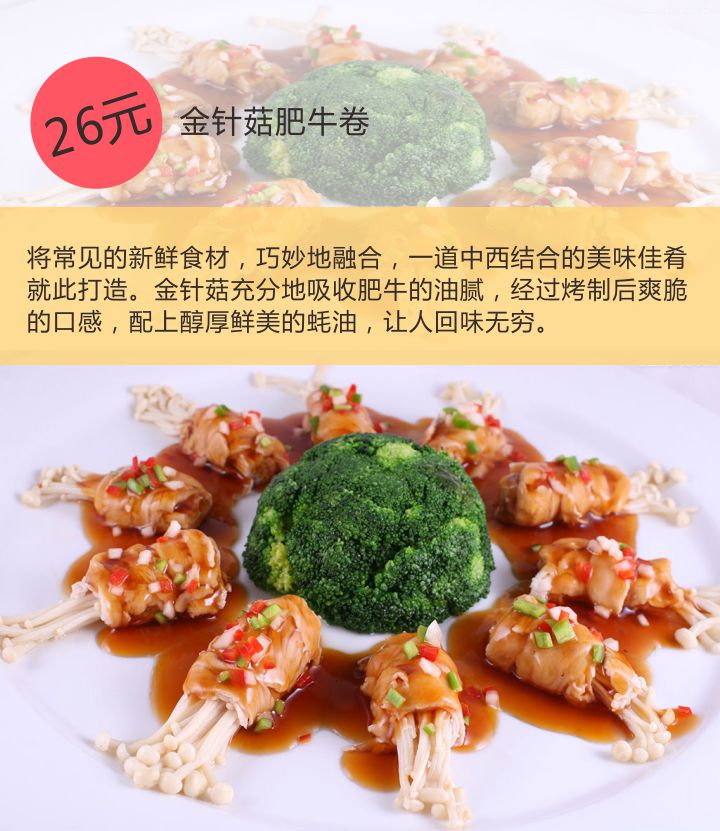 26元
金针菇肥牛卷
将常见的新鲜食材，巧妙地融合，一道中西结合的美味佳肴
就此打造。金针菇充分地吸收肥牛的油腻，经过烤制后爽脆
的口感，配上醇厚鲜美的蚝油，让人回味无穷。